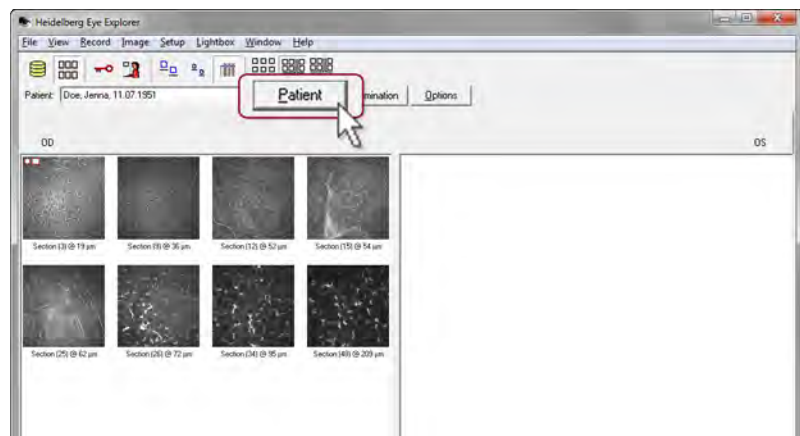 Heidelberg Eye Explorer
File View Record Image Setup Lightbox Window Help
Patient: Doe, Jenna, 11.07.1951 Patient mination Options
OD OS
Section (3) @ 19 µm Section (9) @ 36 µm Section (12) @ 52 µm Section (15) @ 54 µm
Section (25) @ 62 µm Section (26) @ 72 µm Section (34) @ 95 µm Section (40) @ 209 µm